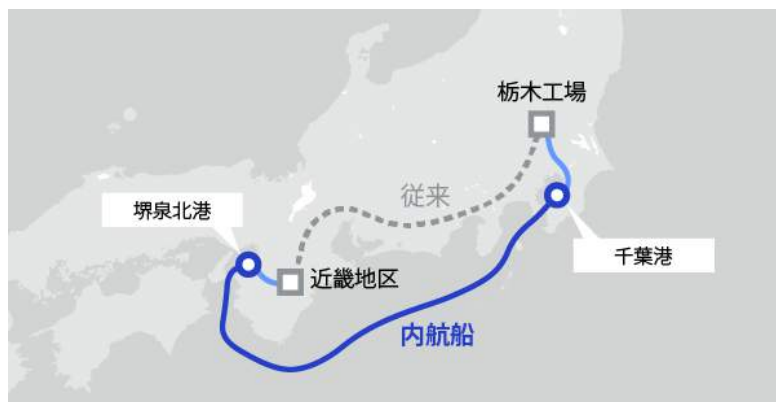 栃木工場
従来
堺泉北港
千葉港
近畿地区
内航船